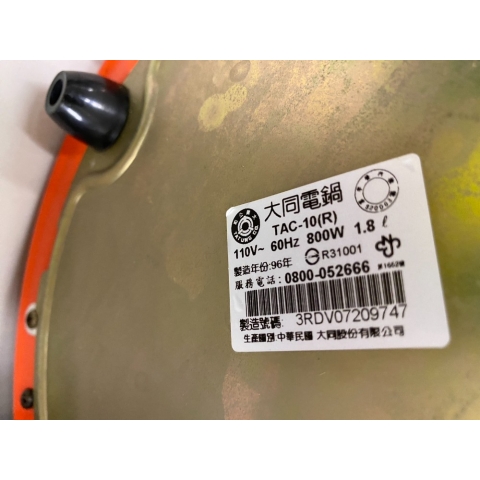 大同電鍋
TAC-10(R)
110V~ 60Hz 800W 1.8ℓ
R31001
製造年份:96年
服務電話:0800-052666
製造號碼: 3RDV07209747
生產國別:中華民國 大同股份有限公司